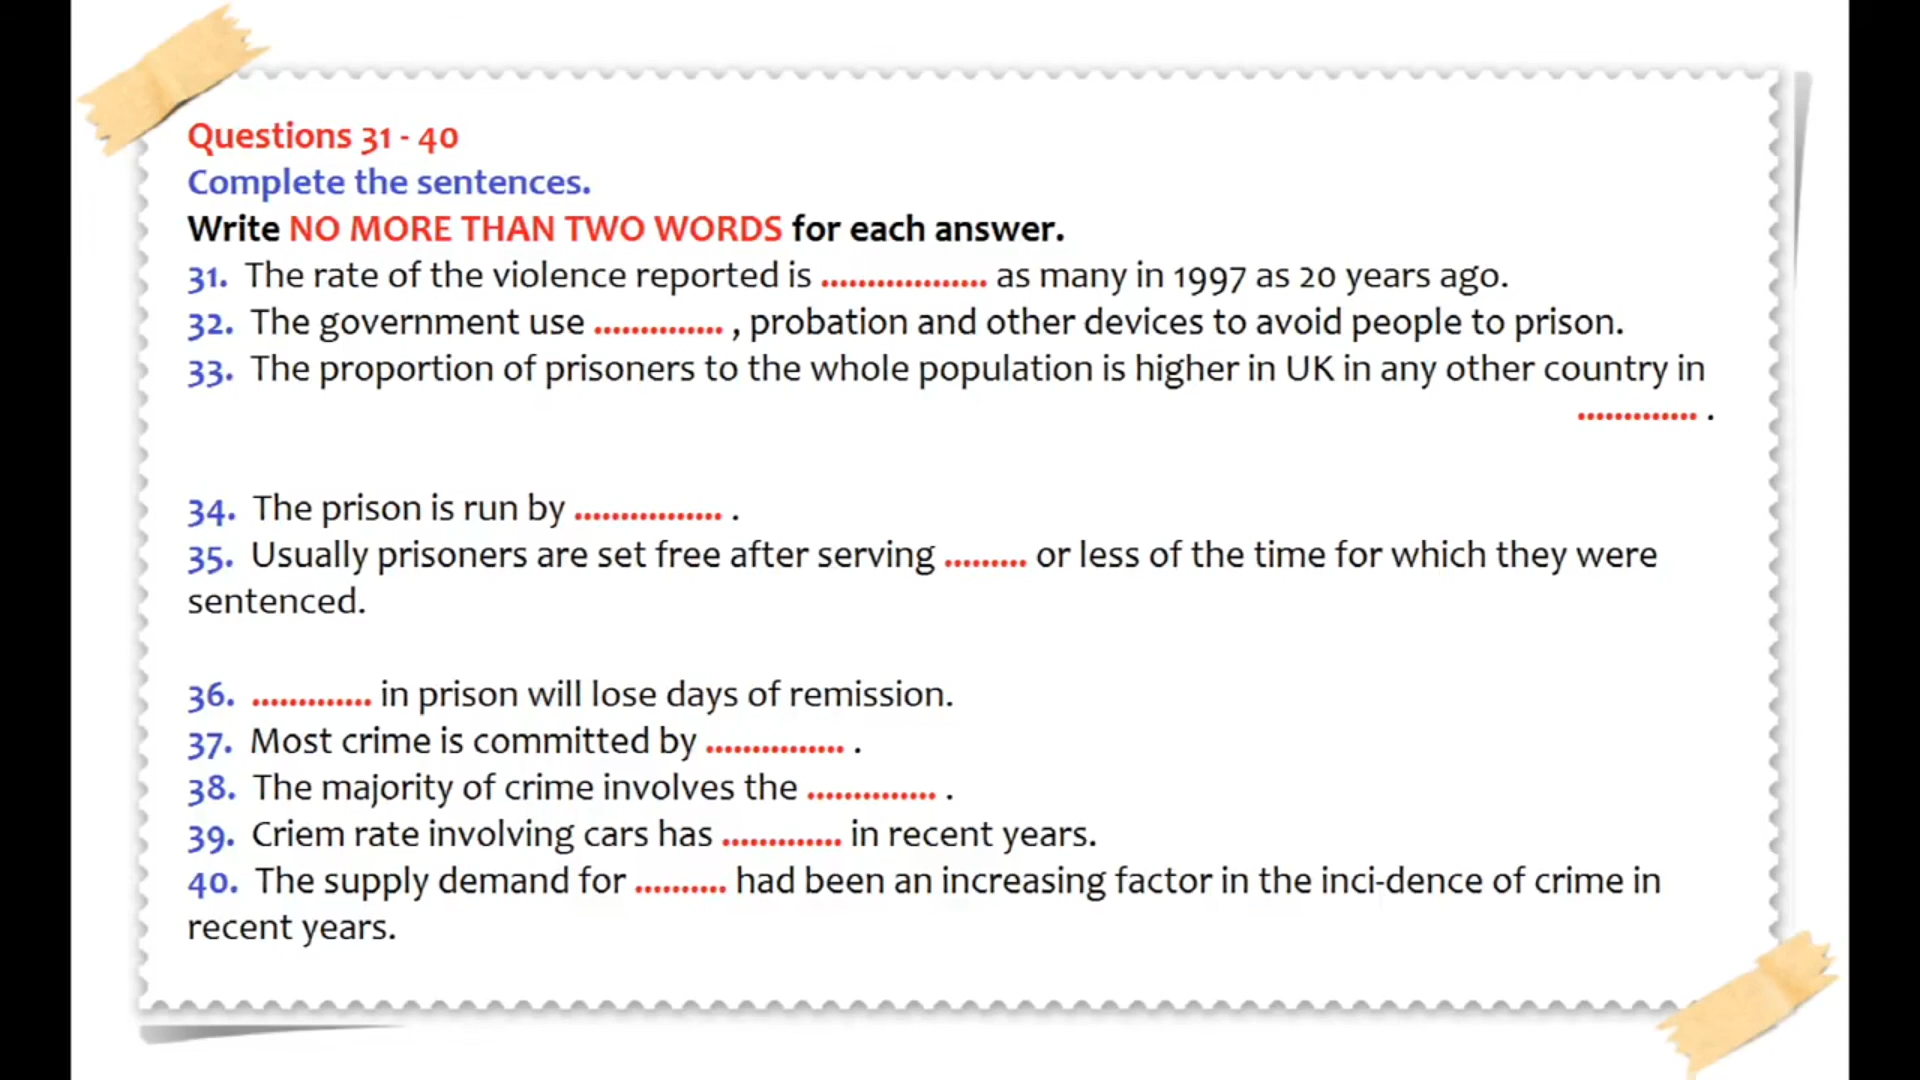 Questions 31 - 40
Complete the sentences.
Write NO MORE THAN TWO WORDS for each answer.
31. The rate of the violence reported is .................. as many in 1997 as 20 years ago.
32. The government use .............. , probation and other devices to avoid people to prison.
33. The proportion of prisoners to the whole population is higher in UK in any other country in
............. .
34. The prison is run by ................ .
35. Usually prisoners are set free after serving ......... or less of the time for which they were
sentenced.
36. ............. in prison will lose days of remission.
37. Most crime is committed by ............... .
38. The majority of crime involves the .............. .
39. Criem rate involving cars has ............. in recent years.
40. The supply demand for .......... had been an increasing factor in the inci-dence of crime in
recent years.